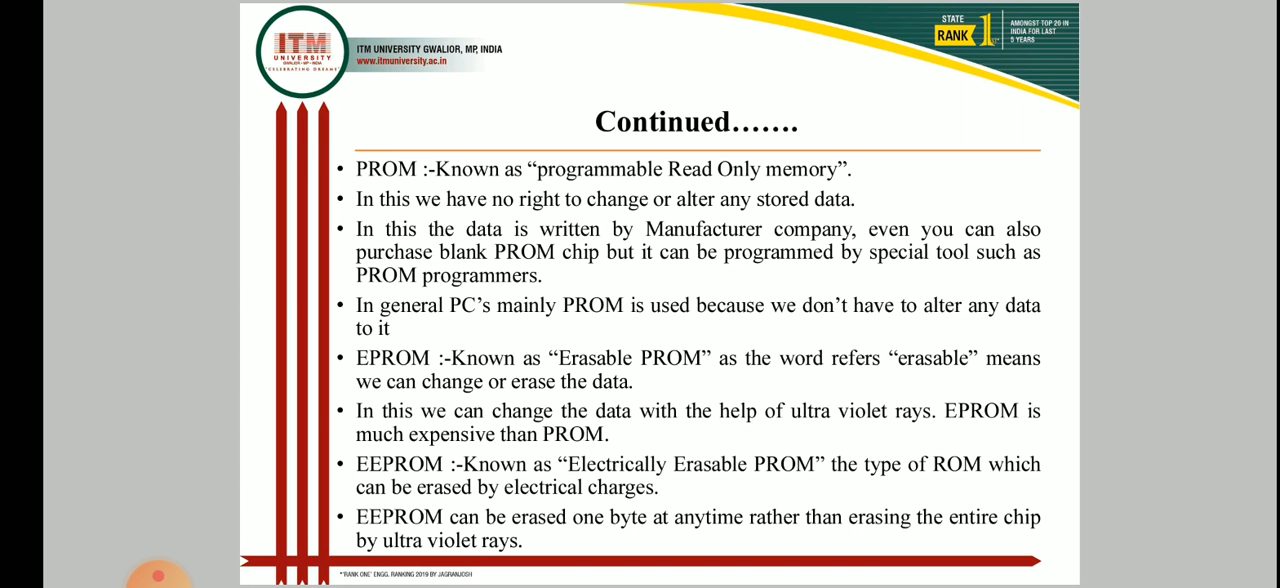 ITM
UNIVERSITY
GWALIOR • MP • INDIA
"CELEBRATING DREAMS"
ITM UNIVERSITY GWALIOR, MP, INDIA
www.itmuniversity.ac.in
STATE
RANK 1
AMONGST TOP 20 IN
INDIA FOR LAST
5 YEARS
Continued…….
• PROM :-Known as “programmable Read Only memory”.
• In this we have no right to change or alter any stored data.
• In this the data is written by Manufacturer company, even you can also
purchase blank PROM chip but it can be programmed by special tool such as
PROM programmers.
• In general PC’s mainly PROM is used because we don’t have to alter any data
to it
• EPROM :-Known as “Erasable PROM” as the word refers “erasable” means
we can change or erase the data.
• In this we can change the data with the help of ultra violet rays. EPROM is
much expensive than PROM.
• EEPROM :-Known as “Electrically Erasable PROM” the type of ROM which
can be erased by electrical charges.
• EEPROM can be erased one byte at anytime rather than erasing the entire chip
by ultra violet rays.
*"RANK ONE" ENGG. RANKING 2019 BY JAGRANJOSH